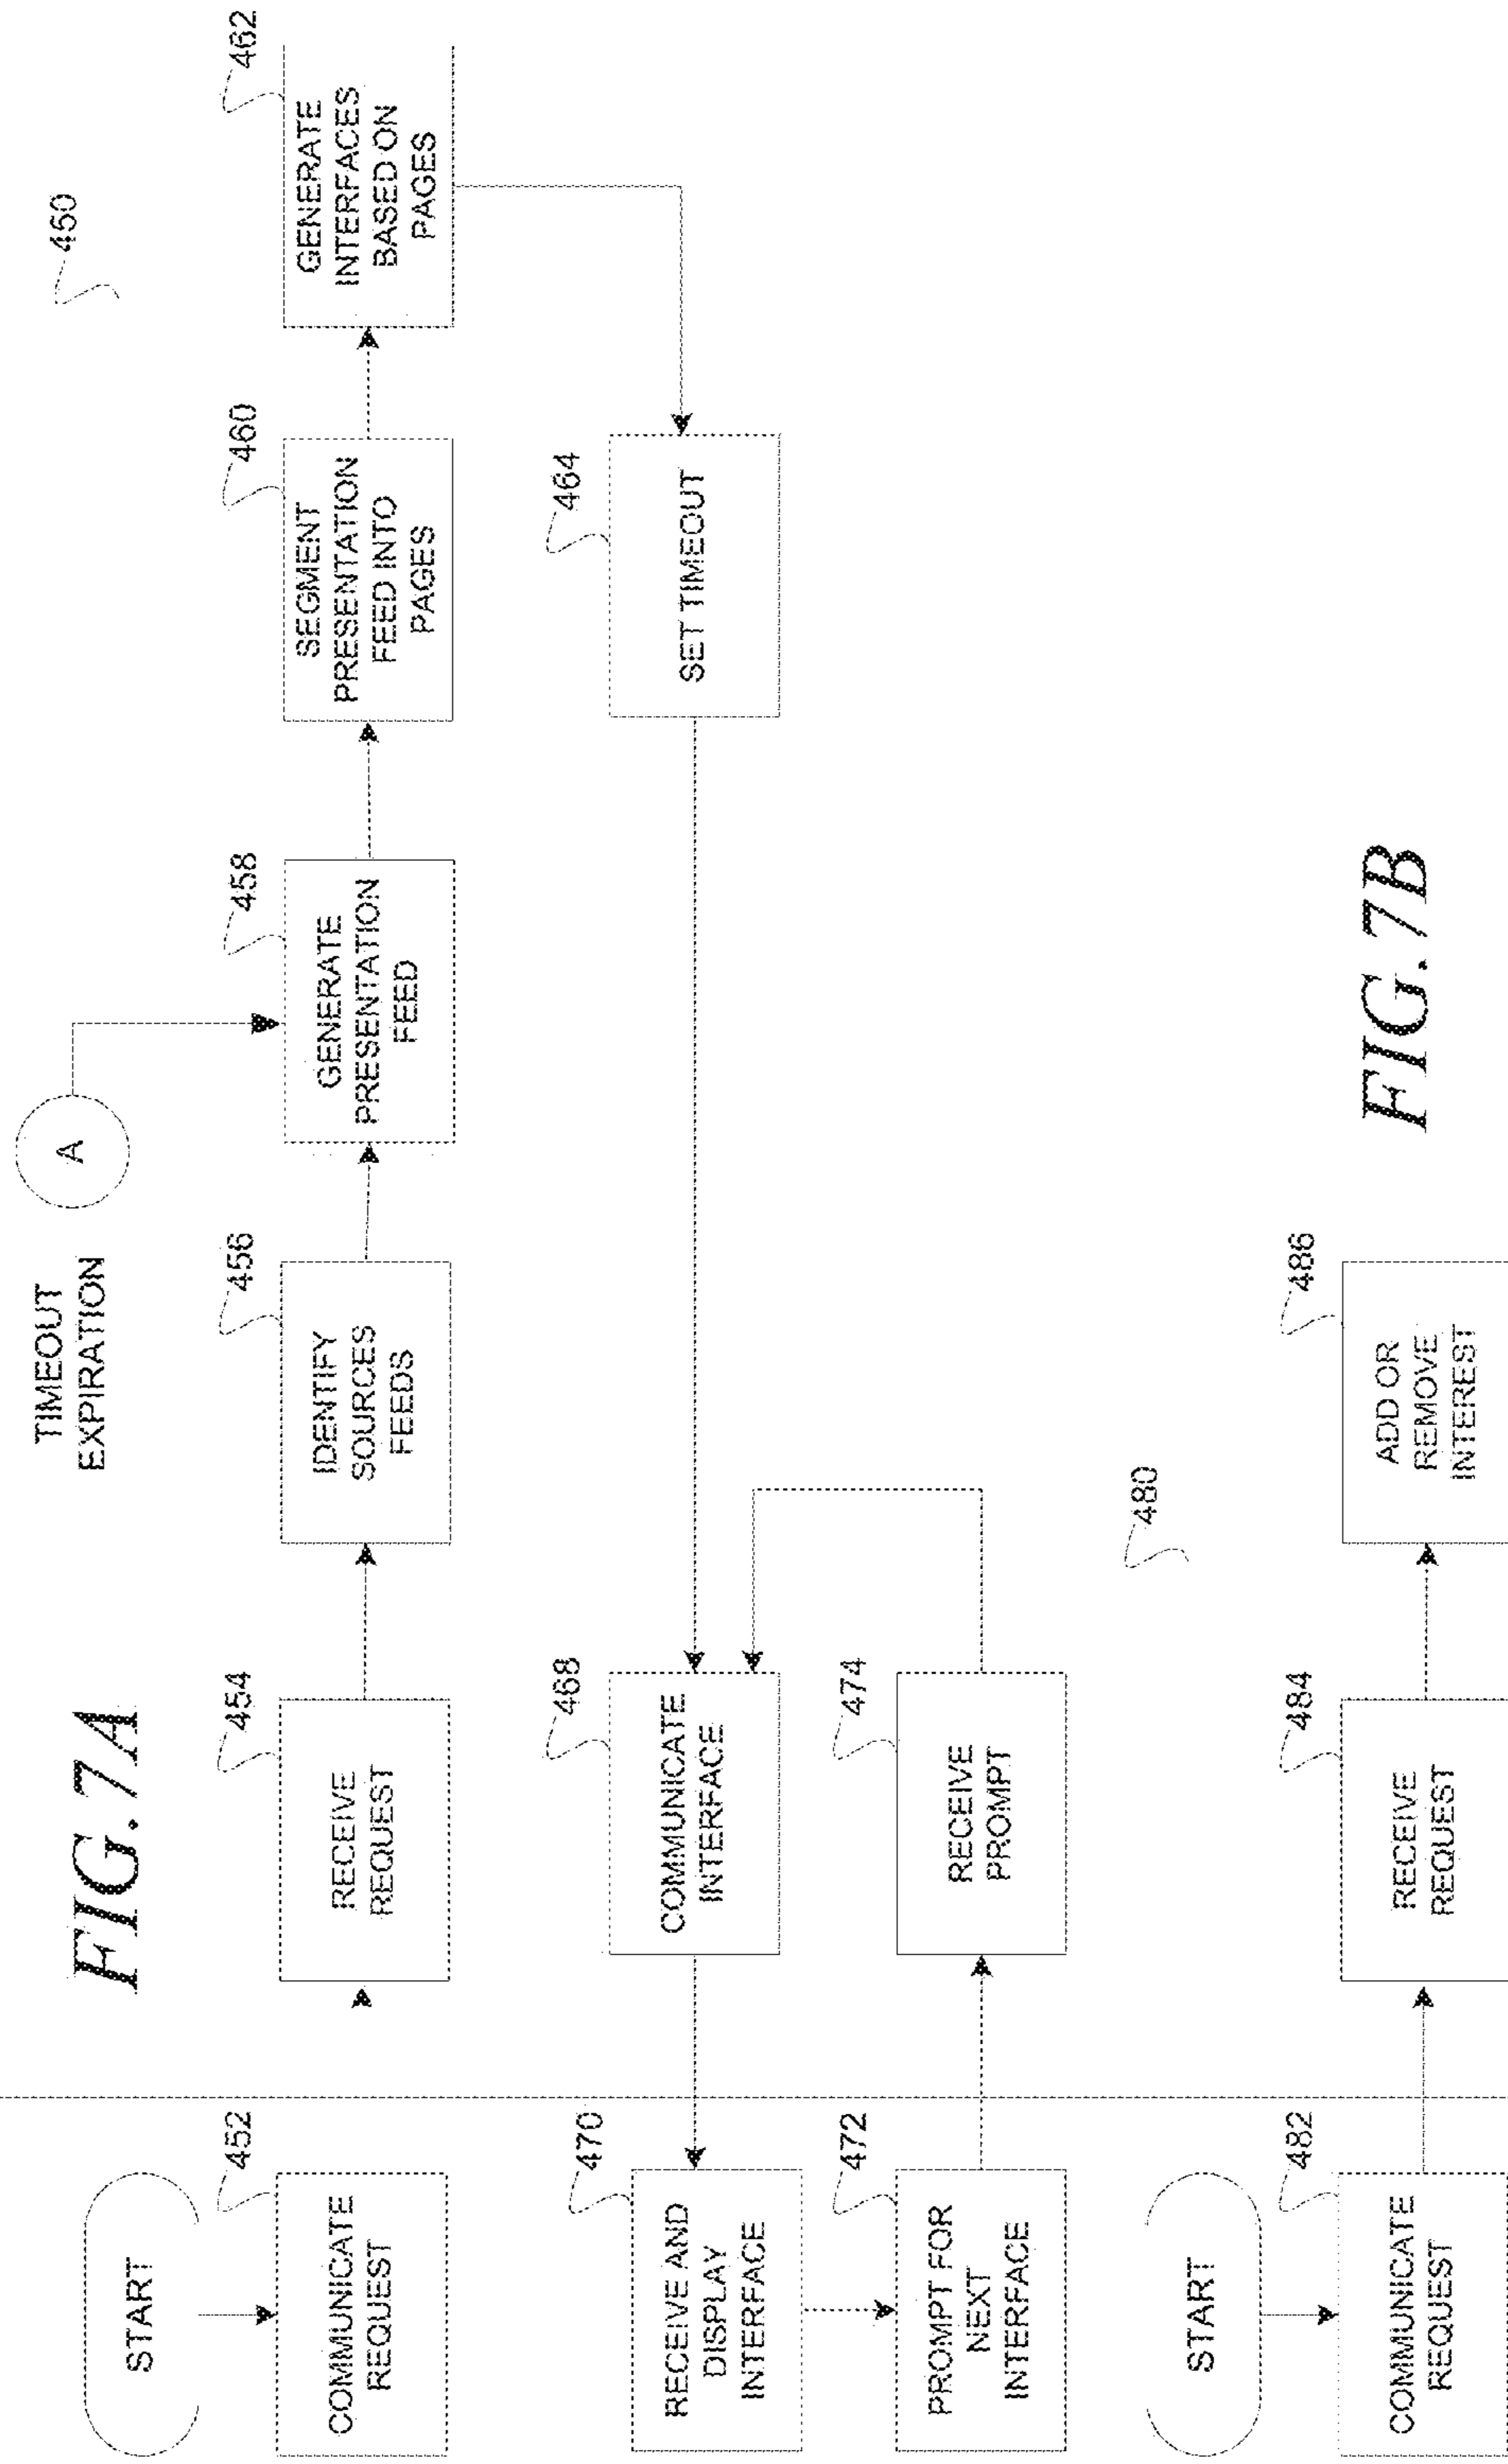 FIG. 7A
450
START
452
COMMUNICATE
REQUEST
454
RECEIVE
REQUEST
456
IDENTIFY
SOURCES
FEEDS
TIMEOUT
EXPIRATION
A
458
GENERATE
PRESENTATION
FEED
460
SEGMENT
PRESENTATION
FEED INTO
PAGES
462
GENERATE
INTERFACES
BASED ON
PAGES
464
SET TIMEOUT
468
COMMUNICATE
INTERFACE
470
RECEIVE AND
DISPLAY
INTERFACE
472
PROMPT FOR
NEXT
INTERFACE
474
RECEIVE
PROMPT
480
START
482
COMMUNICATE
REQUEST
484
RECEIVE
REQUEST
486
ADD OR
REMOVE
INTEREST
FIG. 7B